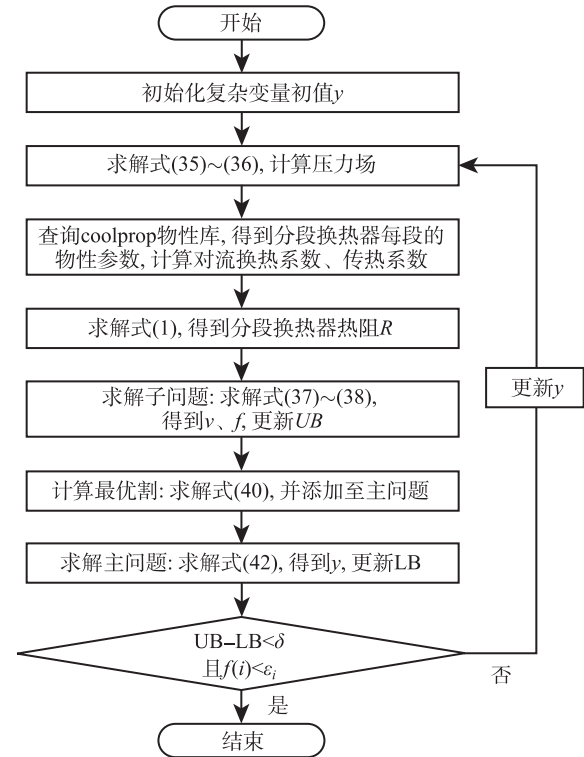 开始
初始化复杂变量初值y
求解式(35)~(36), 计算压力场
查询coolprop物性库, 得到分段换热器每段的
物性参数, 计算对流换热系数、传热系数
求解式(1), 得到分段换热器热阻R
更新y
求解子问题: 求解式(37)~(38),
得到v、f, 更新UB
计算最优割: 求解式(40), 并添加至主问题
求解主问题: 求解式(42), 得到y, 更新LB
UB–LB<δ
且f(i)<εi
否
是
结束